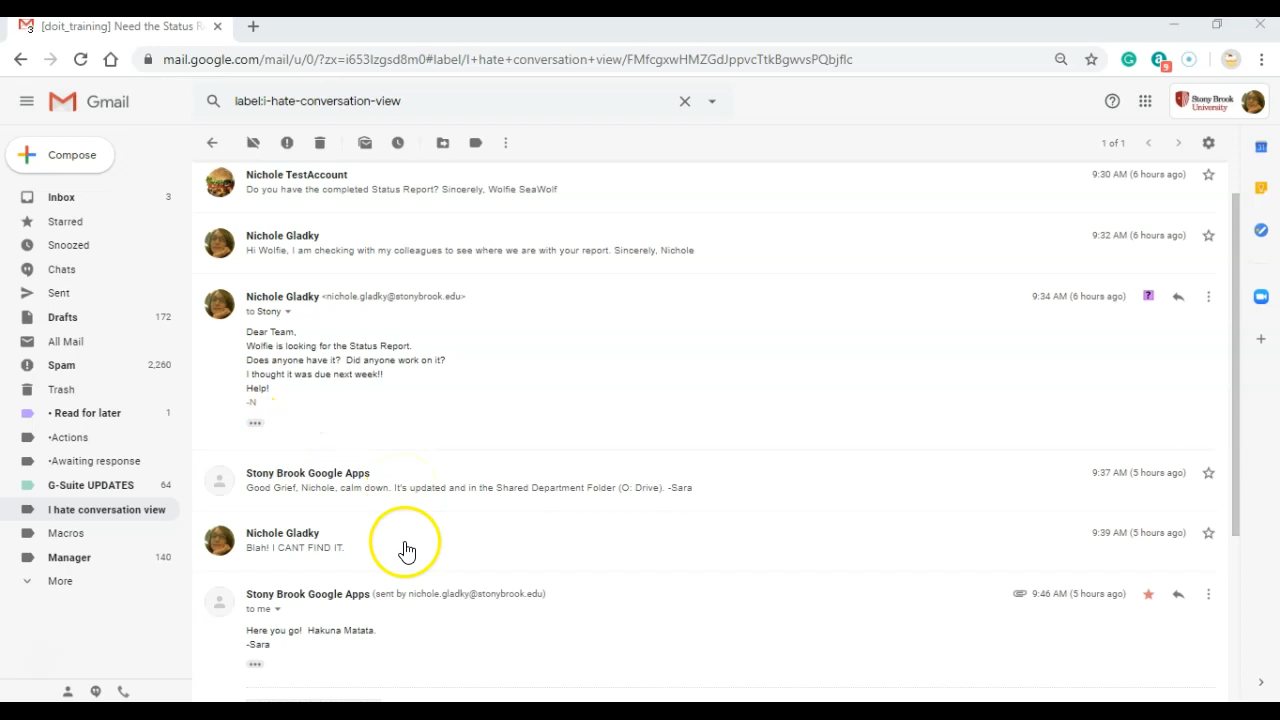 [doit_training] Need the Status R
mail.google.com/mail/u/0/?zx=i653lzgsd8m0#label/I+hate+conversation+view/FMfcgxwHMZGdJppvcTtkBgwvsPQbjflc
9
Gmail
label:i-hate-conversation-view
Stony Brook
University
Compose
1 of 1
Inbox 3
Starred
Snoozed
Chats
Sent
Drafts 172
All Mail
Spam 2,260
Trash
• Read for later 1
•Actions
•Awaiting response
G-Suite UPDATES 64
I hate conversation view
Macros
Manager 140
More
Nichole TestAccount 9:30 AM (6 hours ago)
Do you have the completed Status Report? Sincerely, Wolfie SeaWolf
Nichole Gladky 9:32 AM (6 hours ago)
Hi Wolfie, I am checking with my colleagues to see where we are with your report. Sincerely, Nichole
Nichole Gladky <nichole.gladky@stonybrook.edu> 9:34 AM (6 hours ago) ?
to Stony
Dear Team,
Wolfie is looking for the Status Report.
Does anyone have it? Did anyone work on it?
I thought it was due next week!!
Help!
-N
Stony Brook Google Apps 9:37 AM (5 hours ago)
Good Grief, Nichole, calm down. It's updated and in the Shared Department Folder (O: Drive). -Sara
Nichole Gladky 9:39 AM (5 hours ago)
Blah! I CANT FIND IT.
Stony Brook Google Apps (sent by nichole.gladky@stonybrook.edu) 9:46 AM (5 hours ago)
to me
Here you go! Hakuna Matata.
-Sara